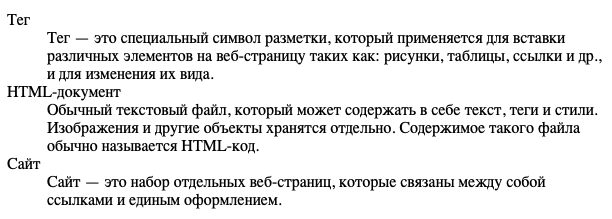 Тег
Тег — это специальный символ разметки, который применяется для вставки
различных элементов на веб-страницу таких как: рисунки, таблицы, ссылки и др.,
и для изменения их вида.
HTML-документ
Обычный текстовый файл, который может содержать в себе текст, теги и стили.
Изображения и другие объекты хранятся отдельно. Содержимое такого файла
обычно называется HTML-код.
Сайт
Сайт — это набор отдельных веб-страниц, которые связаны между собой
ссылками и единым оформлением.